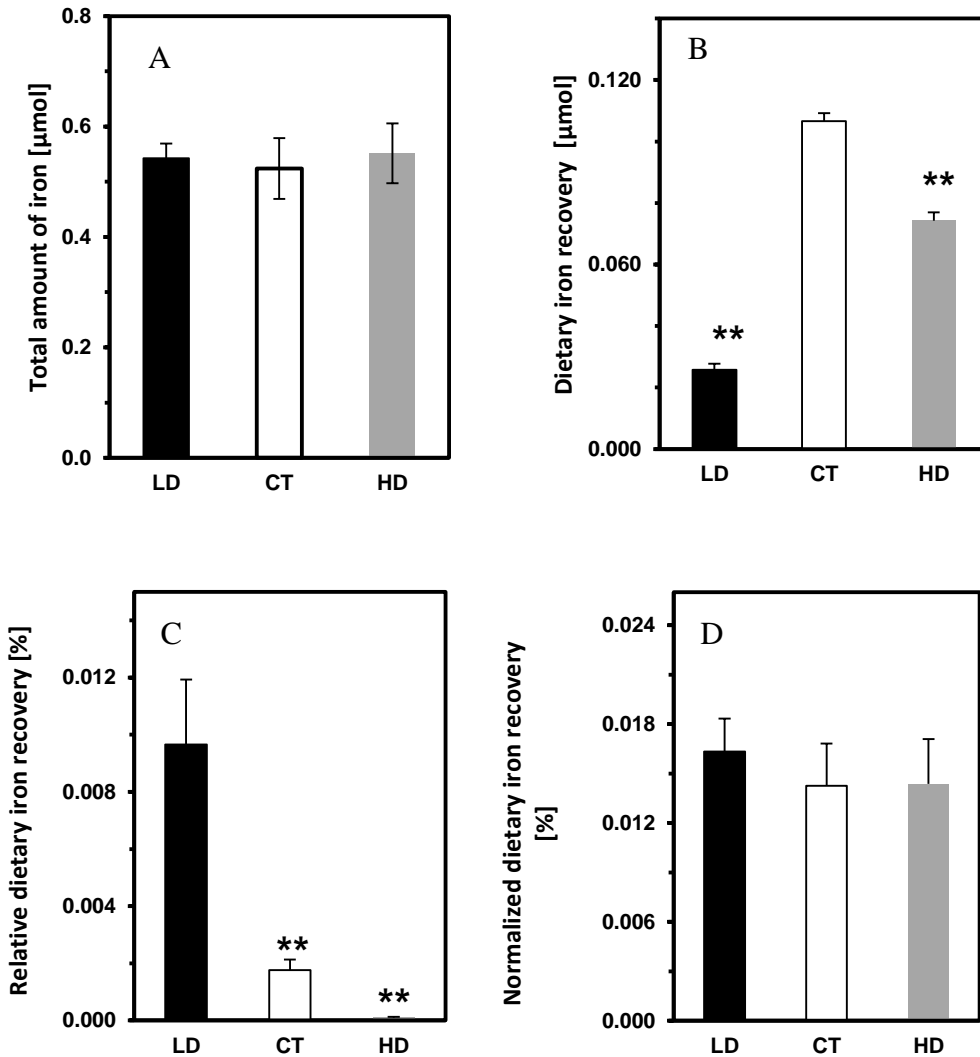 A
Total amount of iron [µmol]
0.8
0.6
0.4
0.2
0.0
LD CT HD
B
Dietary iron recovery [µmol]
0.120
0.060
0.000
**
**
LD CT HD
C
Relative dietary iron recovery [%]
0.012
0.008
0.004
0.000
**
**
LD CT HD
D
Normalized dietary iron recovery
[%]
0.024
0.018
0.012
0.006
0.000
LD CT HD